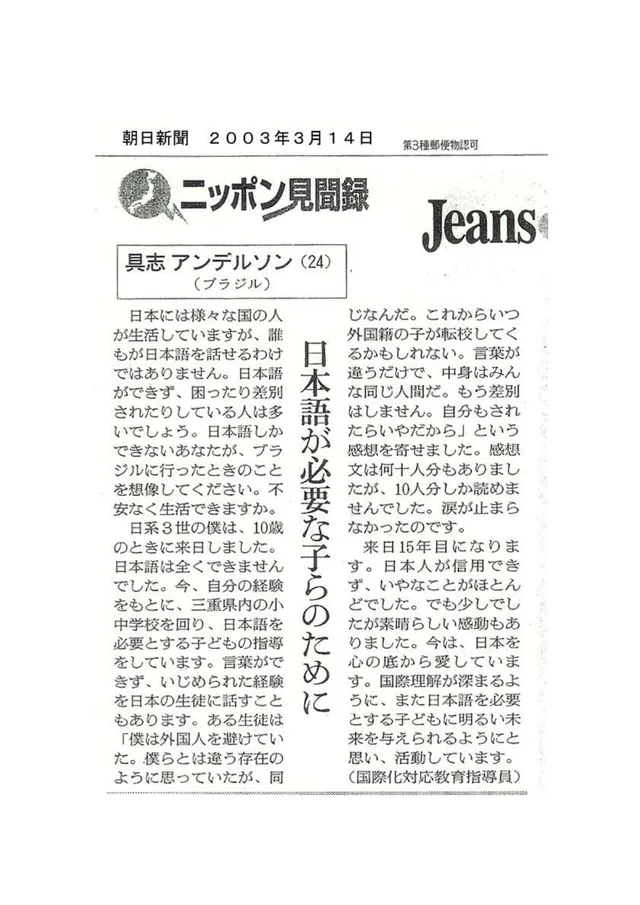 朝日新聞 2003年3月14日
第3種郵便物認可
ニッポン見聞録
Jeans
具志 アンデルソン(24)
(ブラジル)
日本語が必要な子らのために
日本には様々な国の人
が生活していますが、誰
もが日本語を話せるわけ
ではありません。日本語
ができず、困ったり差別
されたりしている人は多
いでしょう。日本語しか
できないあなたが、ブラ
ジルに行ったときのこと
を想像してください。不
安なく生活できますか。
日系3世の僕は、10歳
のときに来日しました。
日本語は全くできません
でした。今、自分の経験
をもとに、三重県内の小
中学校を回り、日本語を
必要とする子どもの指導
をしています。言葉がで
きず、いじめられた経験
を日本の生徒に話すこと
もあります。ある生徒は
「僕は外国人を避けてい
た。僕らとは違う存在の
ように思っていたが、同
じなんだ。これからいつ
外国籍の子が転校してく
るかもしれない。言葉が
違うだけで、中身はみん
な同じ人間だ。もう差別
はしません。自分もされ
たらいやだから」という
感想を寄せました。感想
文は何十人分もありまし
たが、10人分しか読めま
せんでした。涙が止まら
なかったのです。
来日15年目になりま
す。日本人が信用でき
ず、いやなことがほとん
どでした。でも少しでし
たが素晴らしい感動もあ
りました。今は、日本を
心の底から愛していま
す。国際理解が深まるよ
うに、また日本語を必要
とする子どもに明るい未
来を与えられるようにと
思い、活動しています。
(国際化対応教育指導員)